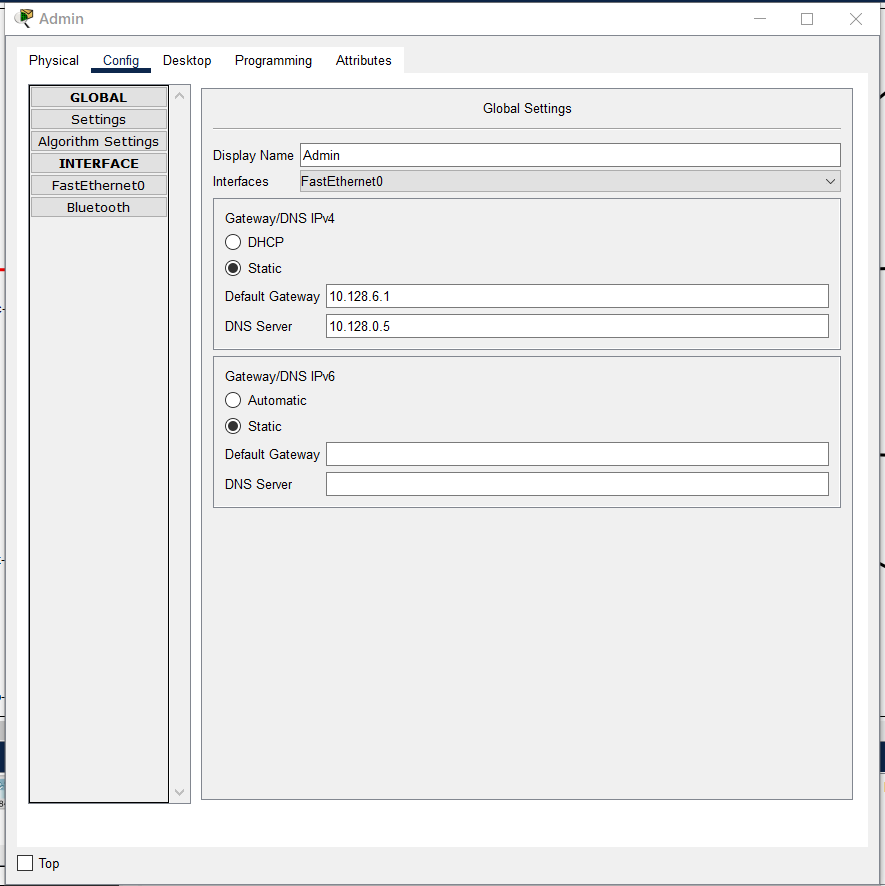 Admin
Physical Config Desktop Programming Attributes
GLOBAL
Settings
Algorithm Settings
INTERFACE
FastEthernet0
Bluetooth
Global Settings
Display Name Admin
Interfaces FastEthernet0
Gateway/DNS IPv4
DHCP
Static
Default Gateway 10.128.6.1
DNS Server 10.128.0.5
Gateway/DNS IPv6
Automatic
Static
Default Gateway
DNS Server
Top